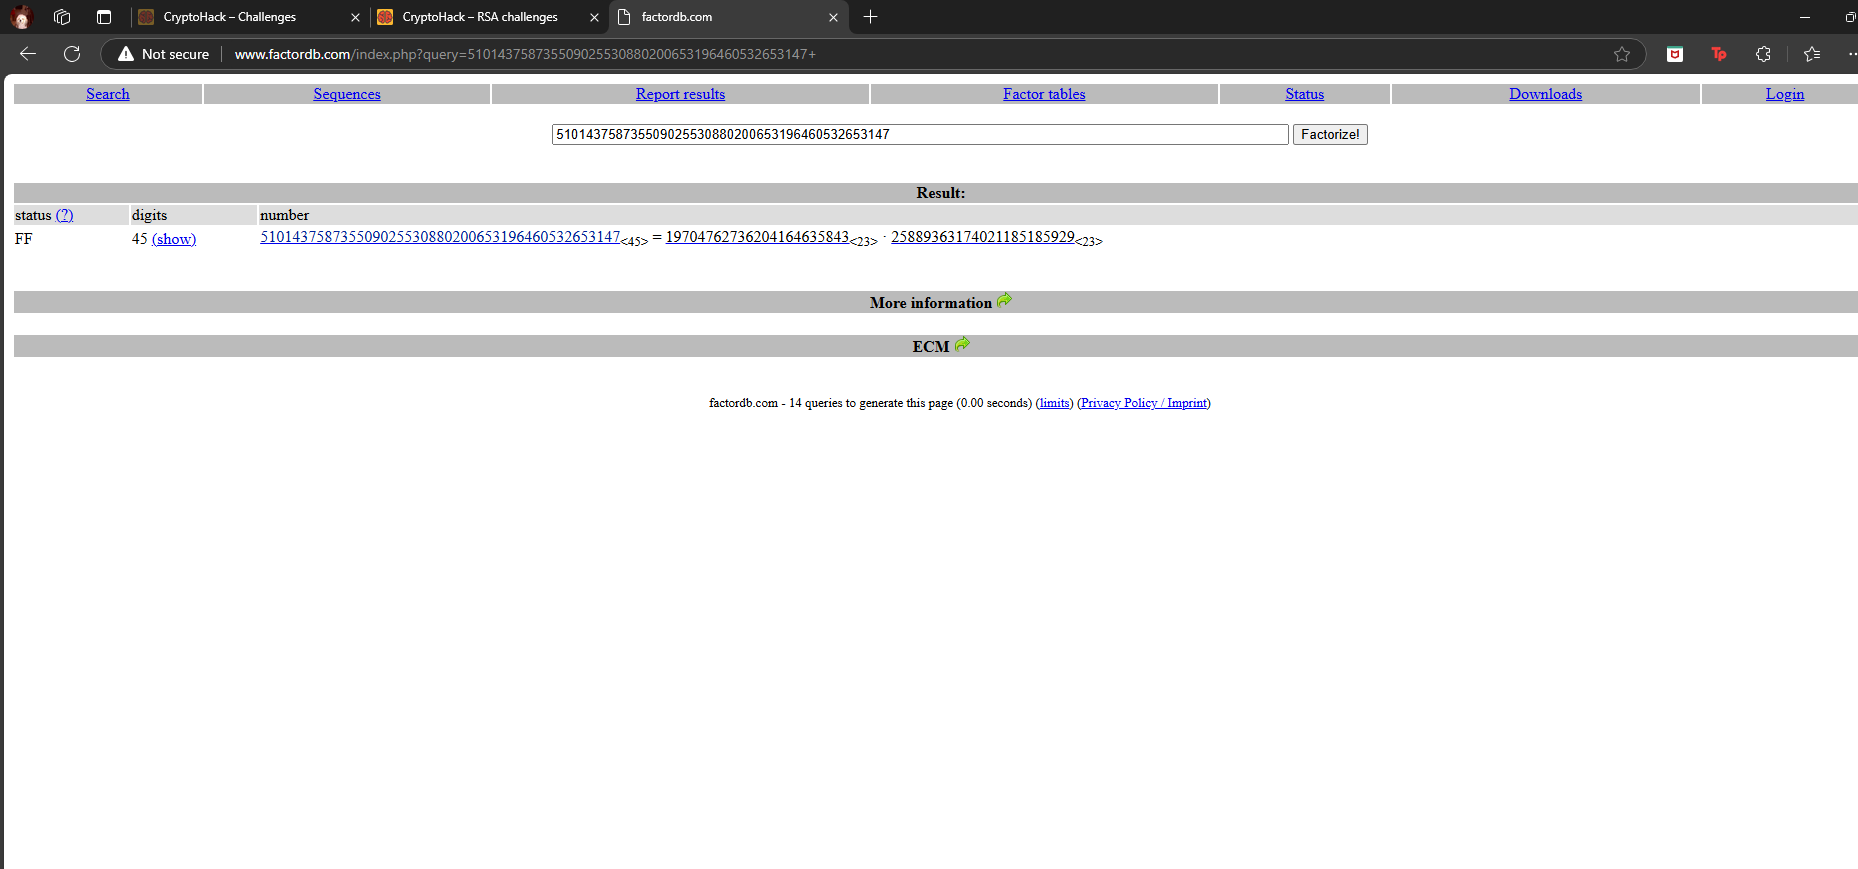 CryptoHack – Challenges CryptoHack – RSA challenges factordb.com
Not secure www.factordb.com/index.php?query=510143758735509025530880200653196460532653147+
Search Sequences Report results Factor tables Status Downloads Login
510143758735509025530880200653196460532653147 Factorize!
Result:
status (?) digits number
FF 45 (show) 510143758735509025530880200653196460532653147<45> = 19704762736204164635843<23> · 25889363174021185185929<23>
More information
ECM
factordb.com - 14 queries to generate this page (0.00 seconds) (limits) (Privacy Policy / Imprint)